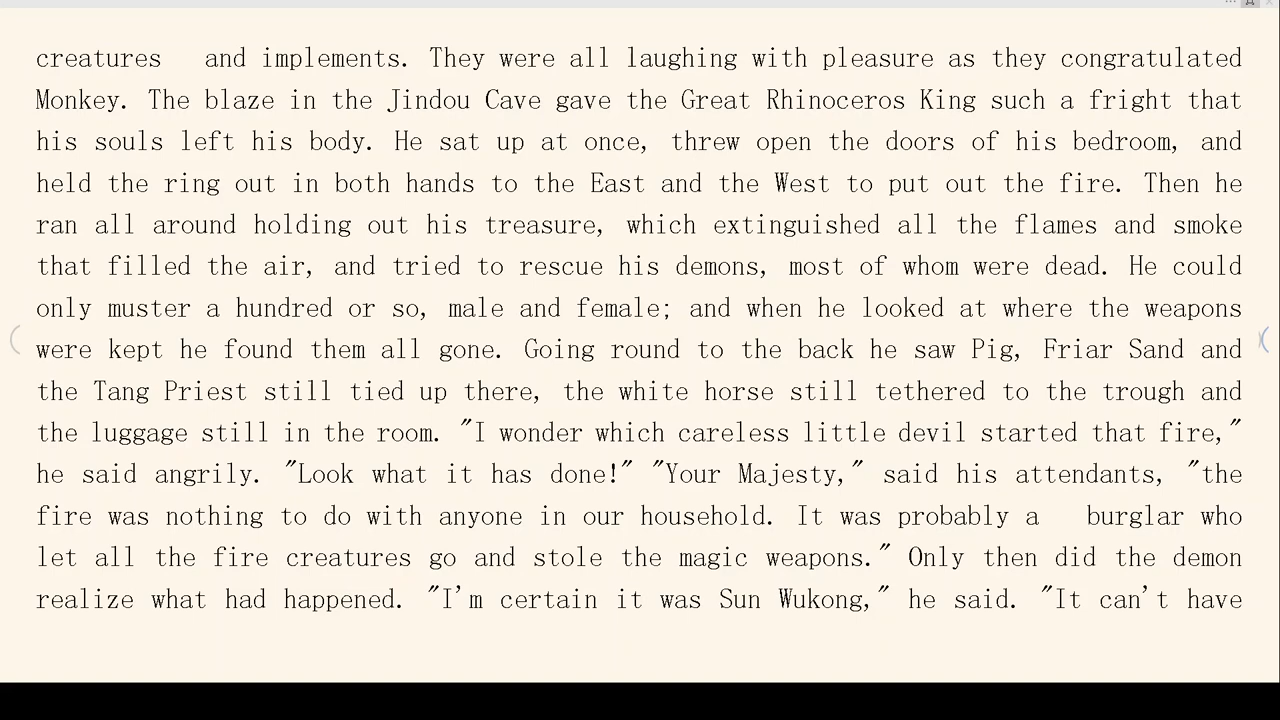 creatures and implements. They were all laughing with pleasure as they congratulated
Monkey. The blaze in the Jindou Cave gave the Great Rhinoceros King such a fright that
his souls left his body. He sat up at once, threw open the doors of his bedroom, and
held the ring out in both hands to the East and the West to put out the fire. Then he
ran all around holding out his treasure, which extinguished all the flames and smoke
that filled the air, and tried to rescue his demons, most of whom were dead. He could
only muster a hundred or so, male and female; and when he looked at where the weapons
were kept he found them all gone. Going round to the back he saw Pig, Friar Sand and
the Tang Priest still tied up there, the white horse still tethered to the trough and
the luggage still in the room. "I wonder which careless little devil started that fire,"
he said angrily. "Look what it has done!" "Your Majesty," said his attendants, "the
fire was nothing to do with anyone in our household. It was probably a burglar who
let all the fire creatures go and stole the magic weapons." Only then did the demon
realize what had happened. "I'm certain it was Sun Wukong," he said. "It can't have